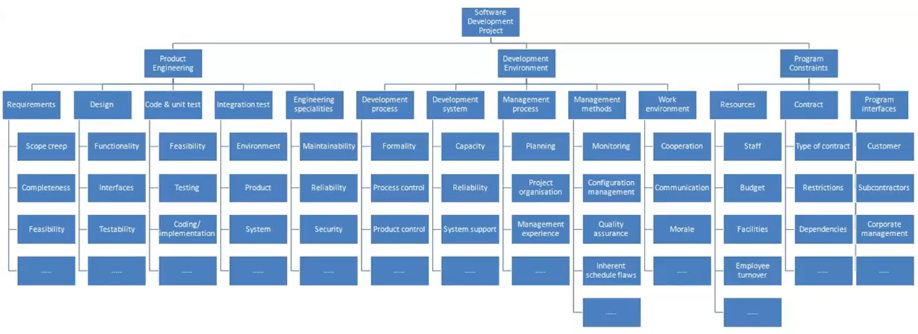 Software
Development
Project
Product
Engineering
Development
Environment
Program
Constraints
Requirements
Design
Code & unit test
Integration test
Engineering
specialities
Development
process
Development
system
Management
process
Management
methods
Work
environment
Resources
Contract
Program
interfaces
Scope creep
Functionality
Feasibility
Environment
Maintainability
Formality
Capacity
Planning
Monitoring
Cooperation
Staff
Type of contract
Customer
Completeness
Interfaces
Testing
Product
Reliability
Process control
Reliability
Project
organisation
Configuration
management
Communication
Budget
Restrictions
Subcontractors
Feasibility
Testability
Coding/
implementation
System
Security
Product control
System support
Management
experience
Quality
assurance
Morale
Facilities
Dependencies
Corporate
management
......
......
......
......
......
......
......
......
Inherent
schedule flaws
......
Employee
turnover
......
......
......
......